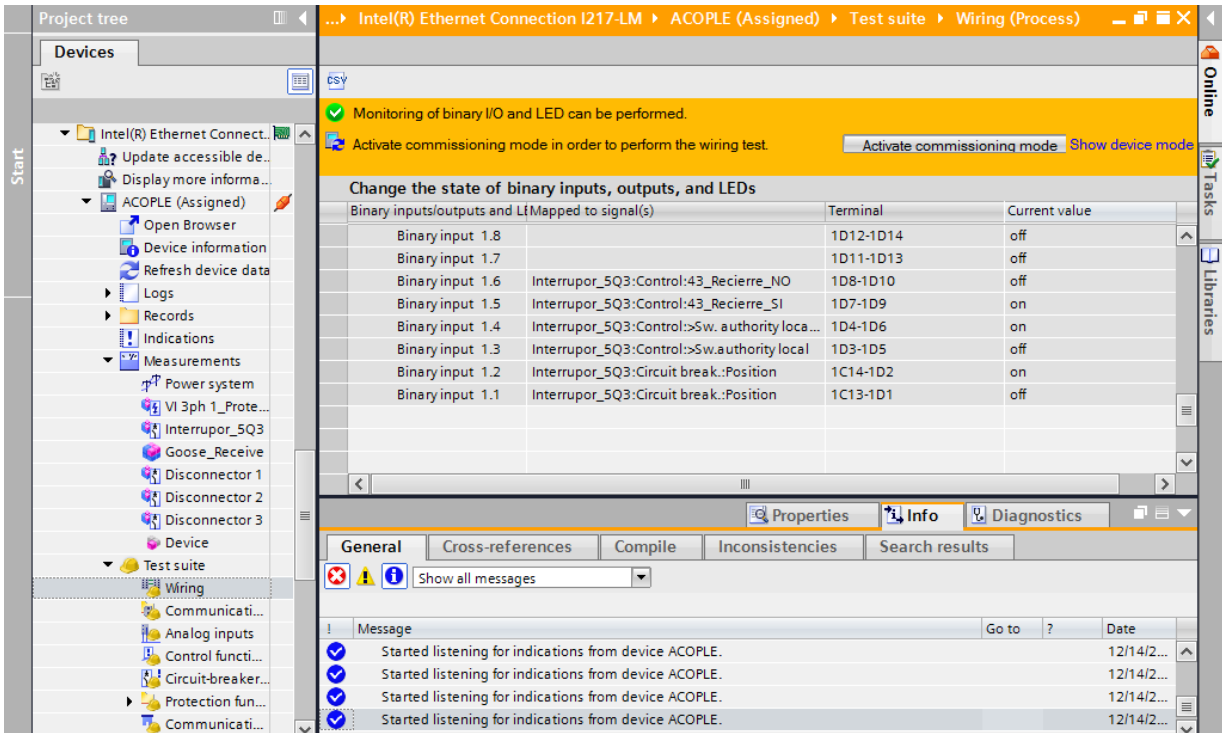 Project tree
...▸ Intel(R) Ethernet Connection I217-LM ▸ ACOPLE (Assigned) ▸ Test suite ▸ Wiring (Process)
Start
Devices
Intel(R) Ethernet Connect..
Update accessible de..
Display more informa...
ACOPLE (Assigned)
Open Browser
Device information
Refresh device data
Logs
Records
Indications
Measurements
Power system
VI 3ph 1_Prote...
Interrupor_5Q3
Goose_Receive
Disconnector 1
Disconnector 2
Disconnector 3
Device
Test suite
Wiring
Communicati...
Analog inputs
Control functi...
Circuit-breaker...
Protection fun...
Communicati...
CSV
Monitoring of binary I/O and LED can be performed.
Activate commissioning mode in order to perform the wiring test. Activate commissioning mode Show device mode
Change the state of binary inputs, outputs, and LEDs
Binary inputs/outputs and LE Mapped to signal(s) Terminal Current value
Binary input 1.8 1D12-1D14 off
Binary input 1.7 1D11-1D13 off
Binary input 1.6 Interrupor_5Q3:Control:43_Recierre_NO 1D8-1D10 off
Binary input 1.5 Interrupor_5Q3:Control:43_Recierre_SI 1D7-1D9 on
Binary input 1.4 Interrupor_5Q3:Control:>Sw. authority loca... 1D4-1D6 on
Binary input 1.3 Interrupor_5Q3:Control:>Sw.authority local 1D3-1D5 off
Binary input 1.2 Interrupor_5Q3:Circuit break.:Position 1C14-1D2 on
Binary input 1.1 Interrupor_5Q3:Circuit break.:Position 1C13-1D1 off
Properties Info Diagnostics
General Cross-references Compile Inconsistencies Search results
Show all messages
! Message Go to ? Date
Started listening for indications from device ACOPLE. 12/14/2...
Started listening for indications from device ACOPLE. 12/14/2...
Started listening for indications from device ACOPLE. 12/14/2...
Started listening for indications from device ACOPLE. 12/14/2...
Online
Tasks
Libraries